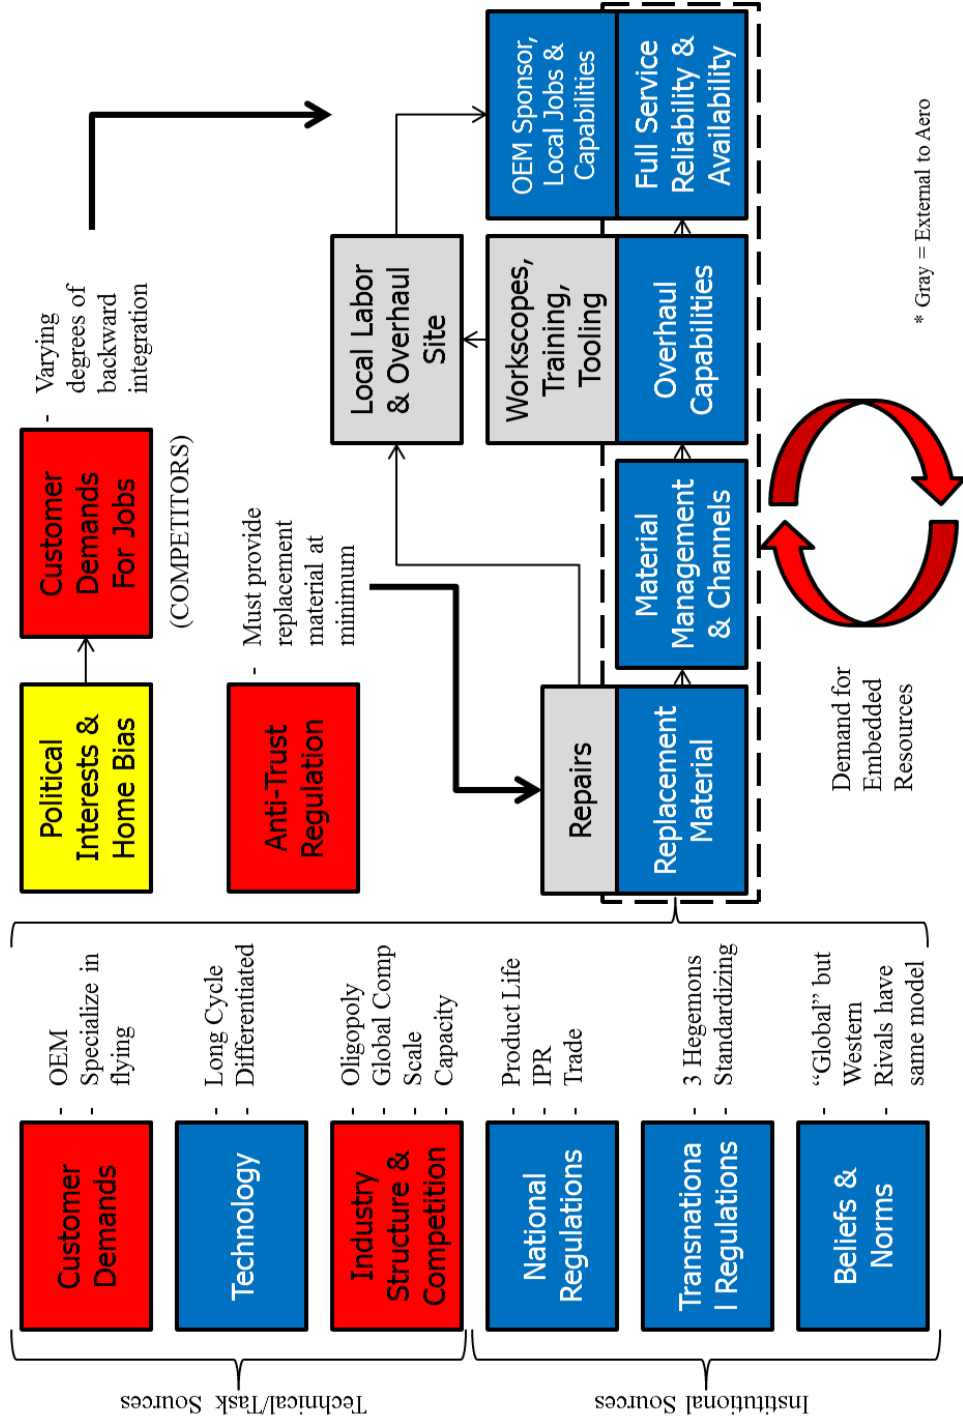 Technical/Task Sources
Customer
Demands
- OEM
- Specialize in
flying
Technology
- Long Cycle
- Differentiated
Industry
Structure &
Competition
- Oligopoly
- Global Comp
- Scale
- Capacity
Institutional Sources
National
Regulations
- Product Life
- IPR
- Trade
Transnationa
l Regulations
- 3 Hegemons
- Standardizing
Beliefs &
Norms
- “Global” but
Western
- Rivals have
same model
Political
Interests &
Home Bias
Customer
Demands
For Jobs
- Varying
degrees of
backward
integration
(COMPETITORS)
Anti-Trust
Regulation
- Must provide
replacement
material at
minimum
Local Labor
& Overhaul
Site
Repairs
Workscopes,
Training,
Tooling
OEM Sponsor,
Local Jobs &
Capabilities
Replacement
Material
Material
Management
& Channels
Overhaul
Capabilities
Full Service
Reliability &
Availability
Demand for
Embedded
Resources
* Gray = External to Aero